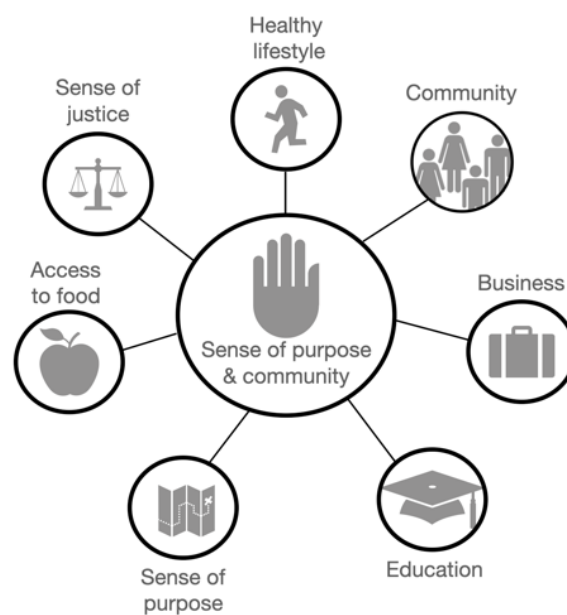 Healthy
lifestyle
Sense of
justice
Community
Access
to food
Business
Sense of purpose
& community
Sense of
purpose
Education